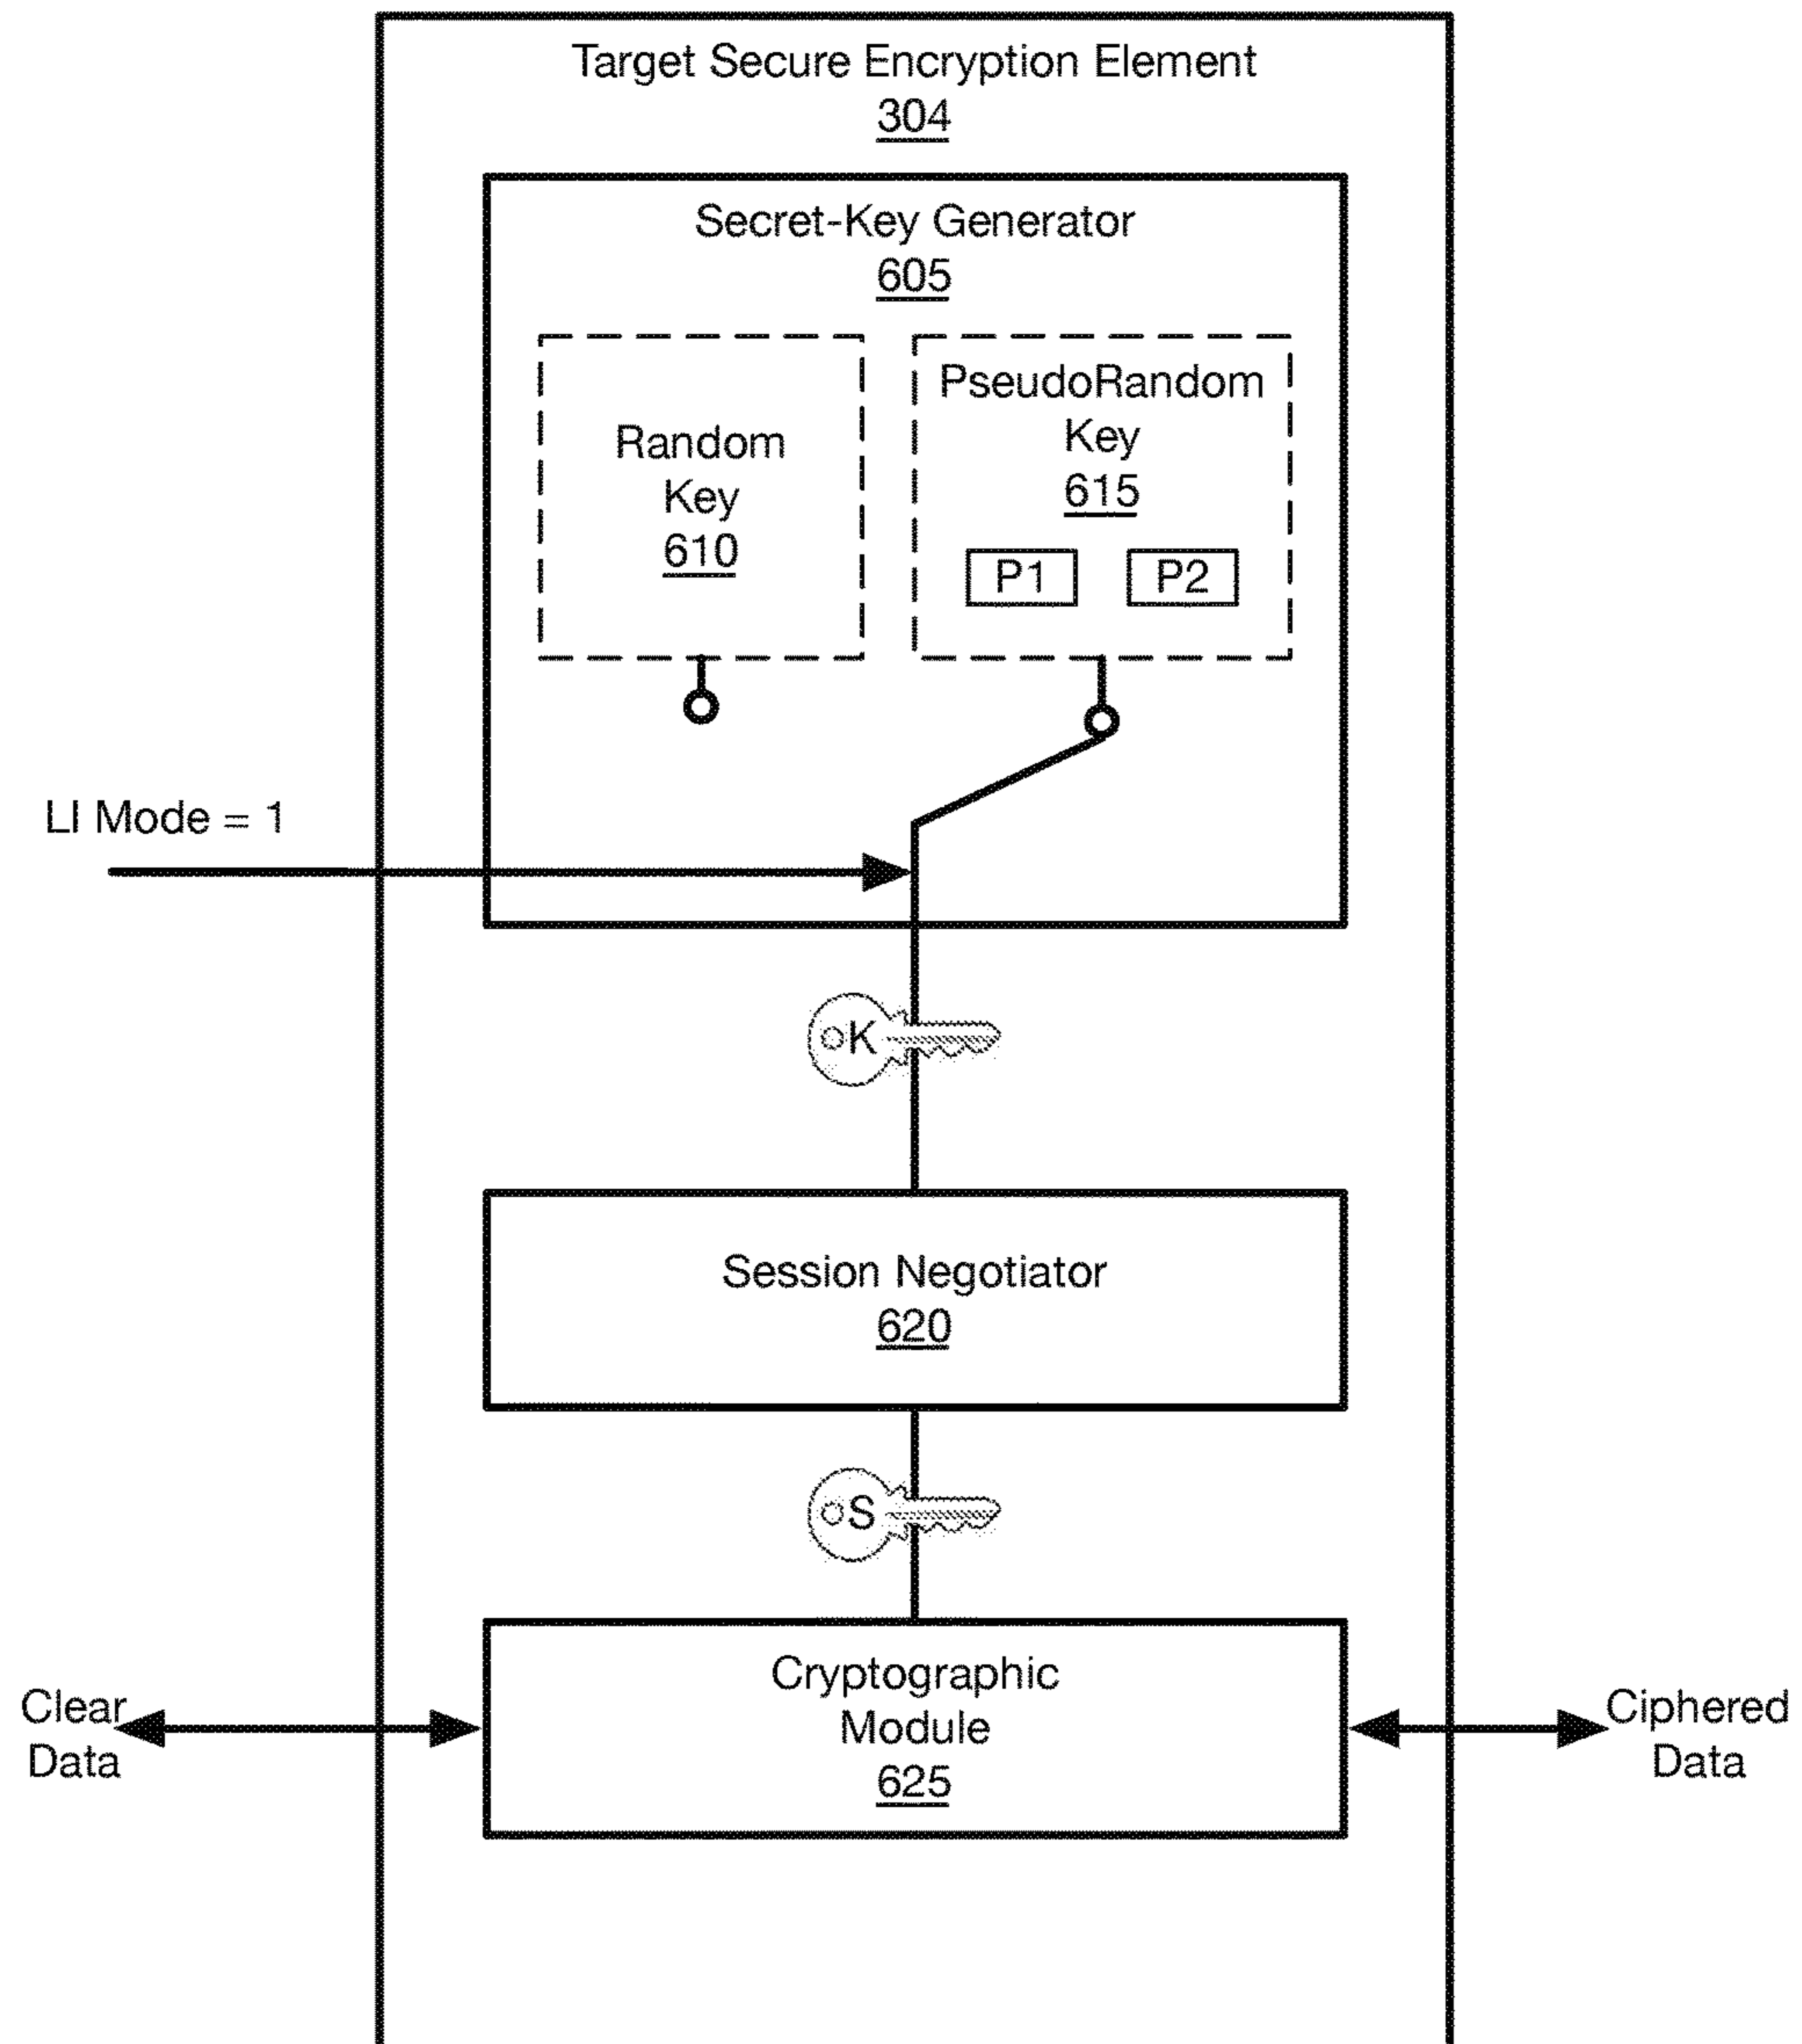 Target Secure Encryption Element
304
Secret-Key Generator
605
Random
Key
610
PseudoRandom
Key
615
P1
P2
LI Mode = 1
K
Session Negotiator
620
S
Clear
Data
Cryptographic
Module
625
Ciphered
Data